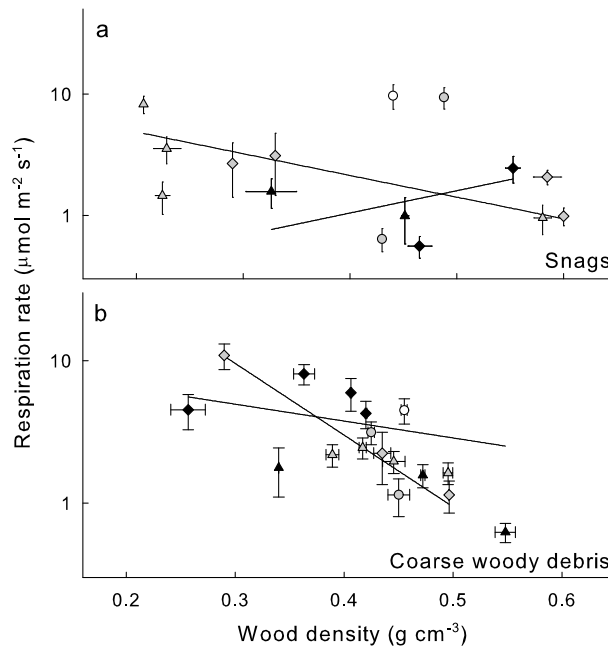 a
10
1
Snags
Respiration rate (μmol m⁻² s⁻¹)
b
10
1
Coarse woody debris
0.2 0.3 0.4 0.5 0.6
Wood density (g cm⁻³)